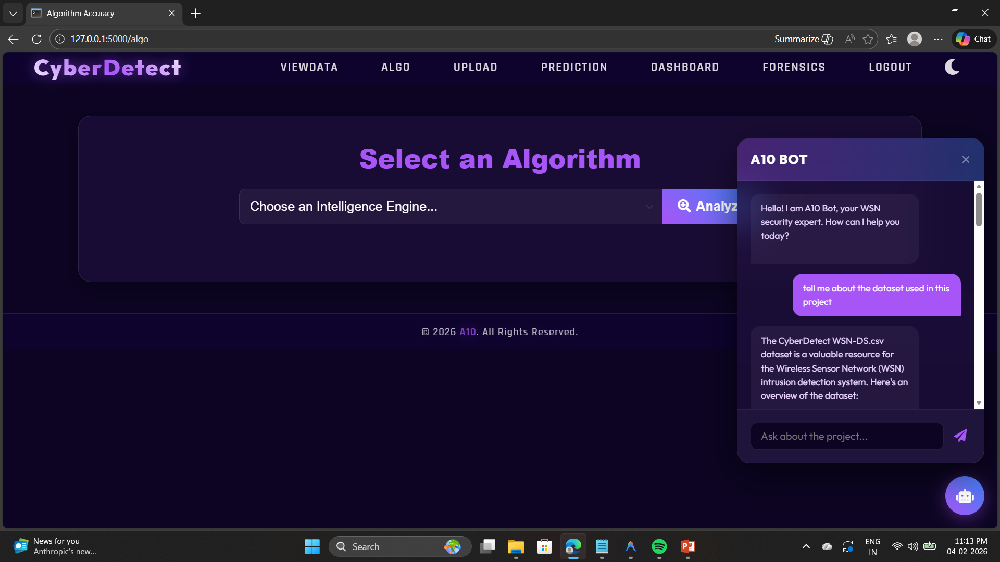 Algorithm Accuracy
127.0.0.1:5000/algo
Summarize
Chat
CyberDetect
VIEWDATA
ALGO
UPLOAD
PREDICTION
DASHBOARD
FORENSICS
LOGOUT
Select an Algorithm
Choose an Intelligence Engine...
Analyz
© 2026 A10. All Rights Reserved.
A10 BOT
Hello! I am A10 Bot, your WSN
security expert. How can I help you
today?
tell me about the dataset used in this
project
The CyberDetect WSN-DS.csv
dataset is a valuable resource for
the Wireless Sensor Network (WSN)
intrusion detection system. Here's an
overview of the dataset:
Ask about the project...
News for you
Anthropic's new...
Search
ENG
IN
11:13 PM
04-02-2026